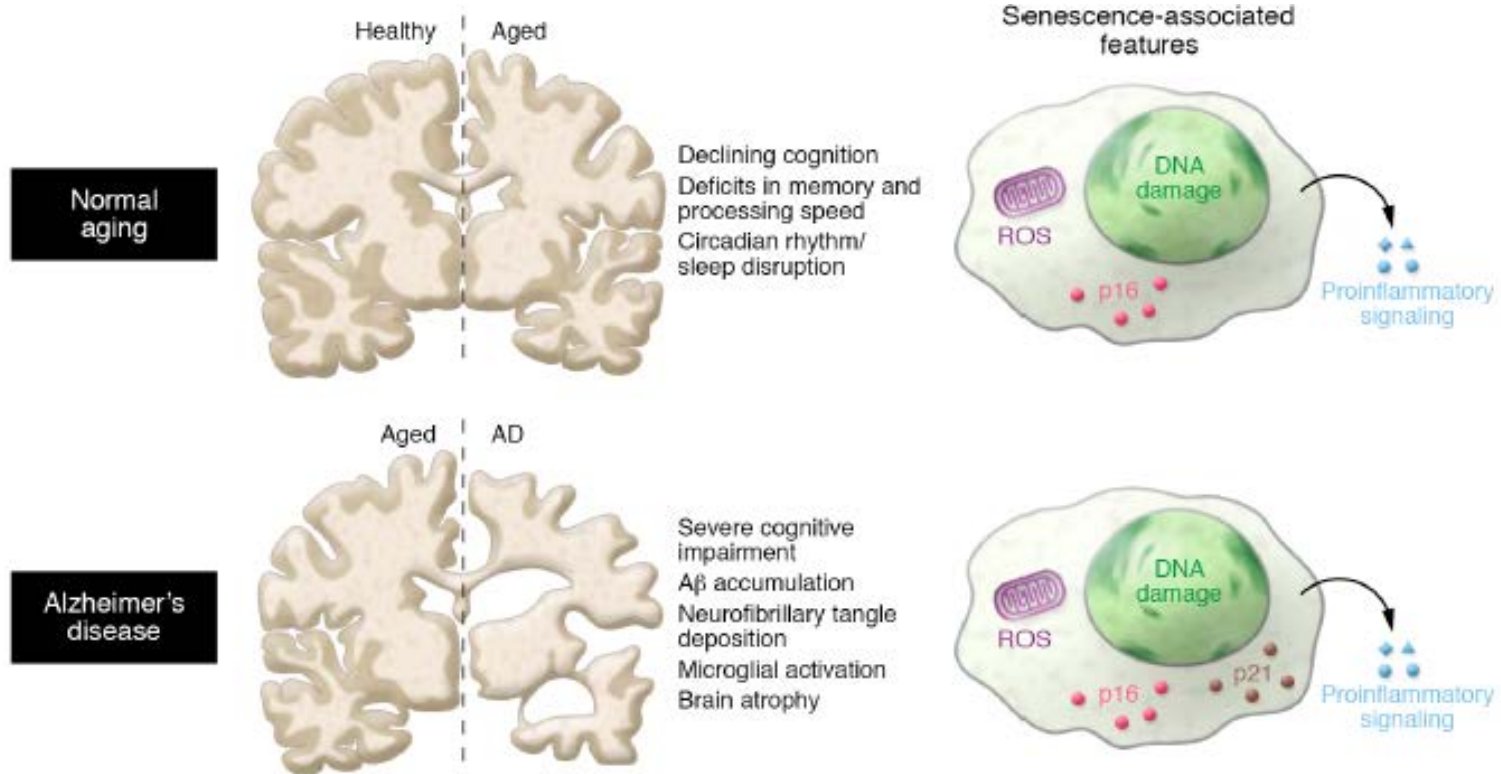 Healthy
Aged
Senescence-associated
features
Normal
aging
Declining cognition
Deficits in memory and
processing speed
Circadian rhythm/
sleep disruption
DNA
damage
ROS
p16
Proinflammatory
signaling
Aged
AD
Alzheimer's
disease
Severe cognitive
impairment
Aβ accumulation
Neurofibrillary tangle
deposition
Microglial activation
Brain atrophy
DNA
damage
ROS
p16
p21
Proinflammatory
signaling